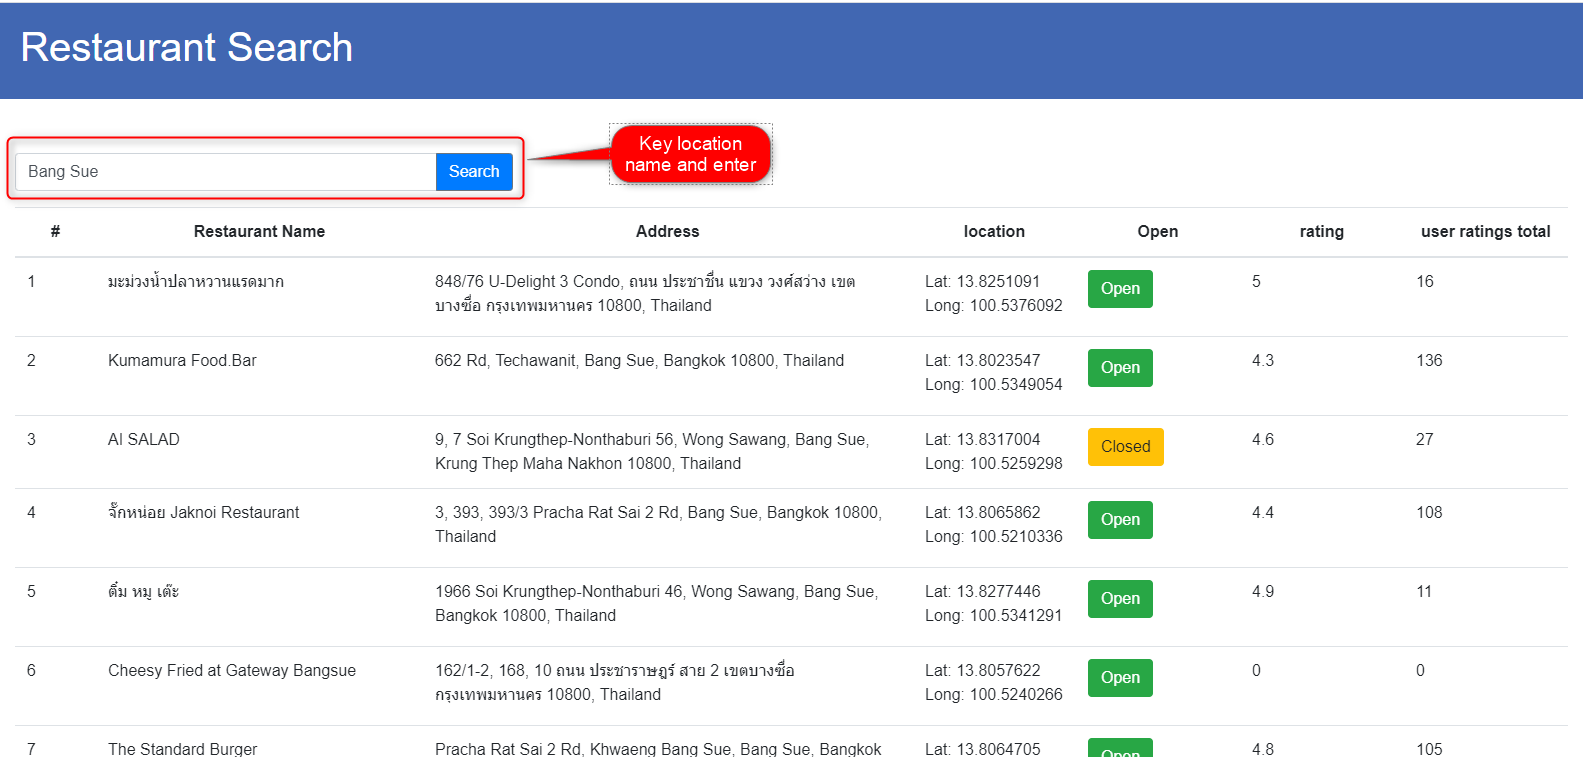 Restaurant Search
Key location
name and enter
Bang Sue
Search
# Restaurant Name Address location Open rating user ratings total
1 มะม่วงน้ำปลาหวานแรดมาก 848/76 U-Delight 3 Condo, ถนน ประชาชื่น แขวง วงศ์สว่าง เขต Lat: 13.8251091 Open 5 16
บางซื่อ กรุงเทพมหานคร 10800, Thailand Long: 100.5376092
2 Kumamura Food.Bar 662 Rd, Techawanit, Bang Sue, Bangkok 10800, Thailand Lat: 13.8023547 Open 4.3 136
Long: 100.5349054
3 AI SALAD 9, 7 Soi Krungthep-Nonthaburi 56, Wong Sawang, Bang Sue, Lat: 13.8317004 Closed 4.6 27
Krung Thep Maha Nakhon 10800, Thailand Long: 100.5259298
4 จั๊กหน่อย Jaknoi Restaurant 3, 393, 393/3 Pracha Rat Sai 2 Rd, Bang Sue, Bangkok 10800, Lat: 13.8065862 Open 4.4 108
Thailand Long: 100.5210336
5 ติ๋ม หมู เต๊ะ 1966 Soi Krungthep-Nonthaburi 46, Wong Sawang, Bang Sue, Lat: 13.8277446 Open 4.9 11
Bangkok 10800, Thailand Long: 100.5341291
6 Cheesy Fried at Gateway Bangsue 162/1-2, 168, 10 ถนน ประชาราษฎร์ สาย 2 เขตบางซื่อ Lat: 13.8057622 Open 0 0
กรุงเทพมหานคร 10800, Thailand Long: 100.5240266
7 The Standard Burger Pracha Rat Sai 2 Rd, Khwaeng Bang Sue, Bang Sue, Bangkok Lat: 13.8064705 Open 4.8 105